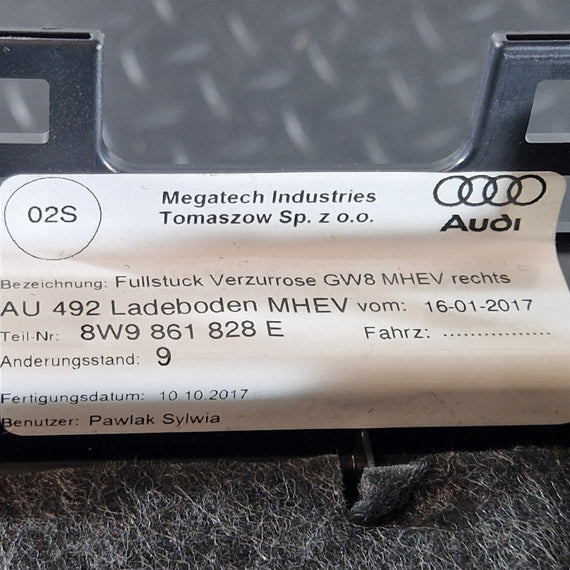 02S
Megatech Industries
Tomaszow Sp. z o.o.
Audi
Bezeichnung: Fullstuck Verzurrose GW8 MHEV rechts
AU 492 Ladeboden MHEV vom: 16-01-2017
Teil-Nr: 8W9 861 828 E Fahrz: ................
Anderungsstand: 9
Fertigungsdatum: 10.10.2017
Benutzer: Pawlak Sylwia